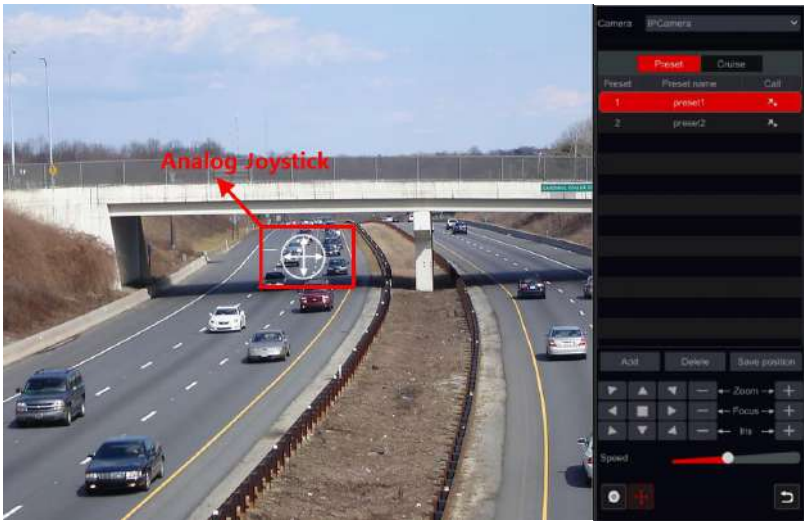 Camera IPCamera
Preset Cruise
Preset Preset name Call
1 preset1
2 preset2
Analog Joystick
Add Delete Save position
Zoom
Focus
Iris
Speed